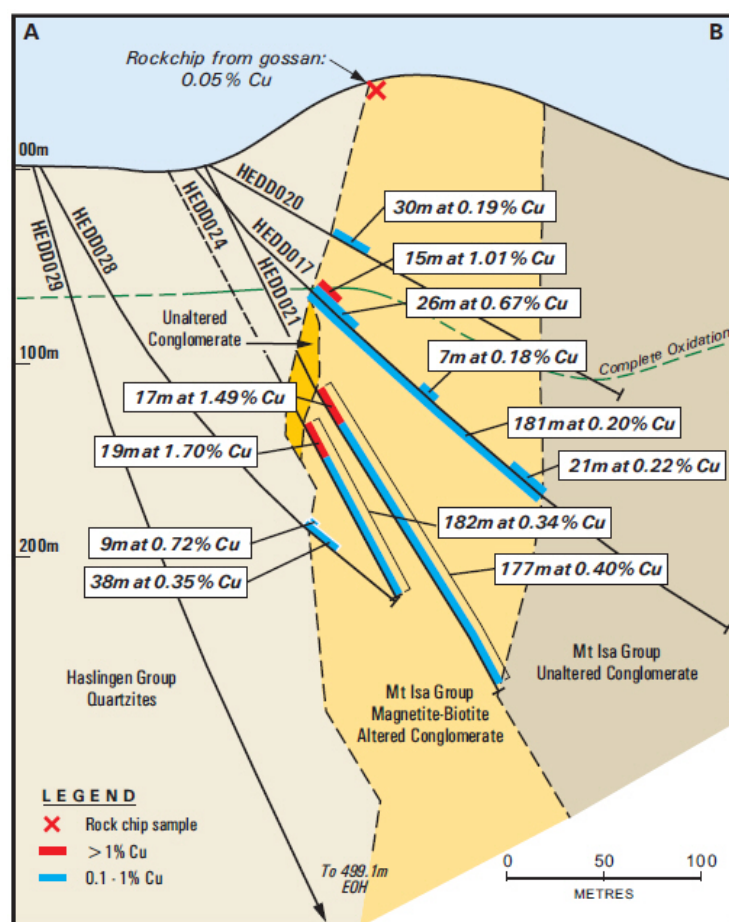 A
B
Rockchip from gossan:
0.05% Cu
00m
HEDD020
HEDD024
HEDD017
HEDD028
HEDD029
HEDD021
30m at 0.19% Cu
15m at 1.01% Cu
26m at 0.67% Cu
Unaltered
Conglomerate
7m at 0.18% Cu
Complete Oxidation
100m
17m at 1.49% Cu
181m at 0.20% Cu
19m at 1.70% Cu
21m at 0.22% Cu
182m at 0.34% Cu
9m at 0.72% Cu
200m
177m at 0.40% Cu
38m at 0.35% Cu
Haslingen Group
Quartzites
Mt Isa Group
Magnetite-Biotite
Altered Conglomerate
Mt Isa Group
Unaltered Conglomerate
LEGEND
Rock chip sample
>1% Cu
0.1 - 1% Cu
To 499.1m
EOH
0 50 100
METRES